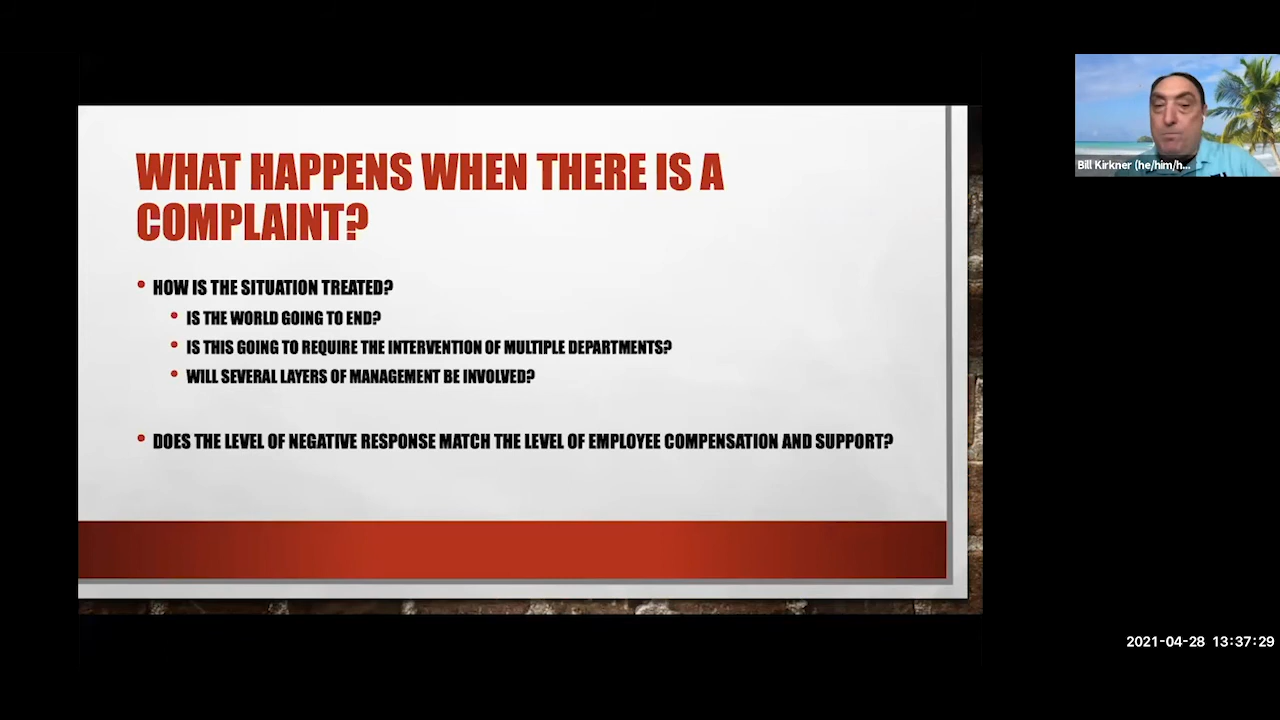 WHAT HAPPENS WHEN THERE IS A
COMPLAINT?
• HOW IS THE SITUATION TREATED?
• IS THE WORLD GOING TO END?
• IS THIS GOING TO REQUIRE THE INTERVENTION OF MULTIPLE DEPARTMENTS?
• WILL SEVERAL LAYERS OF MANAGEMENT BE INVOLVED?
• DOES THE LEVEL OF NEGATIVE RESPONSE MATCH THE LEVEL OF EMPLOYEE COMPENSATION AND SUPPORT?
Bill Kirkner (he/him/h...
2021-04-28 13:37:29